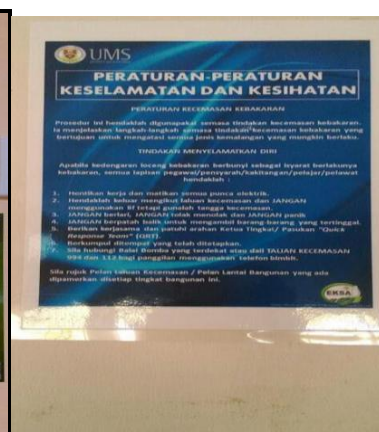 UMS
PERATURAN-PERATURAN
KESELAMATAN DAN KESIHATAN
PERATURAN KECEMASAN KEBAKARAN
Prosedur ini hendaklah digunapakai semasa tindakan kecemasan kebakaran.
Ia menjelaskan langkah-langkah semasa tindakan kecemasan kebakaran yang
bertujuan untuk mengatasi semua jenis kemalangan yang mungkin berlaku.
TINDAKAN MENYELAMATKAN DIRI
Apabila kedengaran loceng kebakaran berbunyi sebagai isyarat berlakunya
kebakaran, semua lapisan pegawai/pensyarah/kakitangan/pelajar/pelawat
hendaklah :
1. Hentikan kerja dan matikan semua punca elektrik.
2. Hendaklah keluar mengikut laluan kecemasan dan JANGAN
menggunakan lif tetapi gunalah tangga kecemasan.
3. JANGAN berlari, JANGAN tolak menolak dan JANGAN panik
4. JANGAN berpatah balik untuk mengambil barang-barang yang tertinggal.
5. Berikan kerjasama dan patuhi arahan Ketua Tingkat/ Pasukan "Quick
Response Team" (QRT).
6. Berkumpul ditempat yang telah ditetapkan.
7. Sila hubungi Balai Bomba yang terdekat atau dail TALIAN KECEMASAN
994 dan 112 bagi panggilan menggunakan telefon bimbit.
Sila rujuk Pelan Laluan Kecemasan / Pelan Lantai Bangunan yang ada
dipamerkan disetiap tingkat bangunan ini.
EKSA